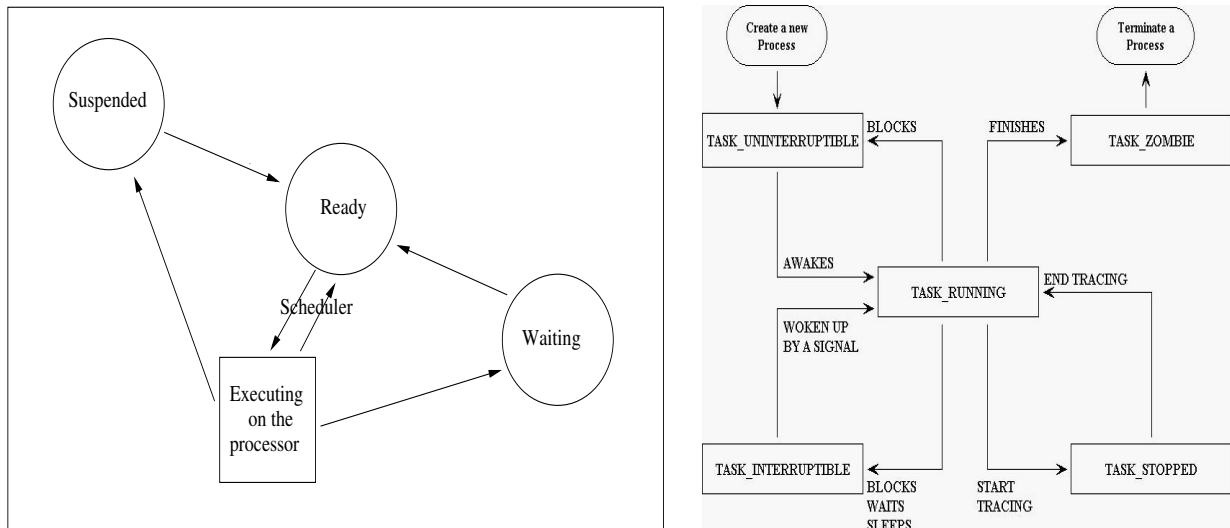 Suspended
Ready
Scheduler
Waiting
Executing
on the
processor
Create a new
Process
Terminate a
Process
TASK_UNINTERRUPTIBLE
BLOCKS
FINISHES
TASK_ZOMBIE
AWAKES
TASK_RUNNING
END TRACING
WOKEN UP
BY A SIGNAL
TASK_INTERRUPTIBLE
BLOCKS
WAITS
SLEEPS
START
TRACING
TASK_STOPPED